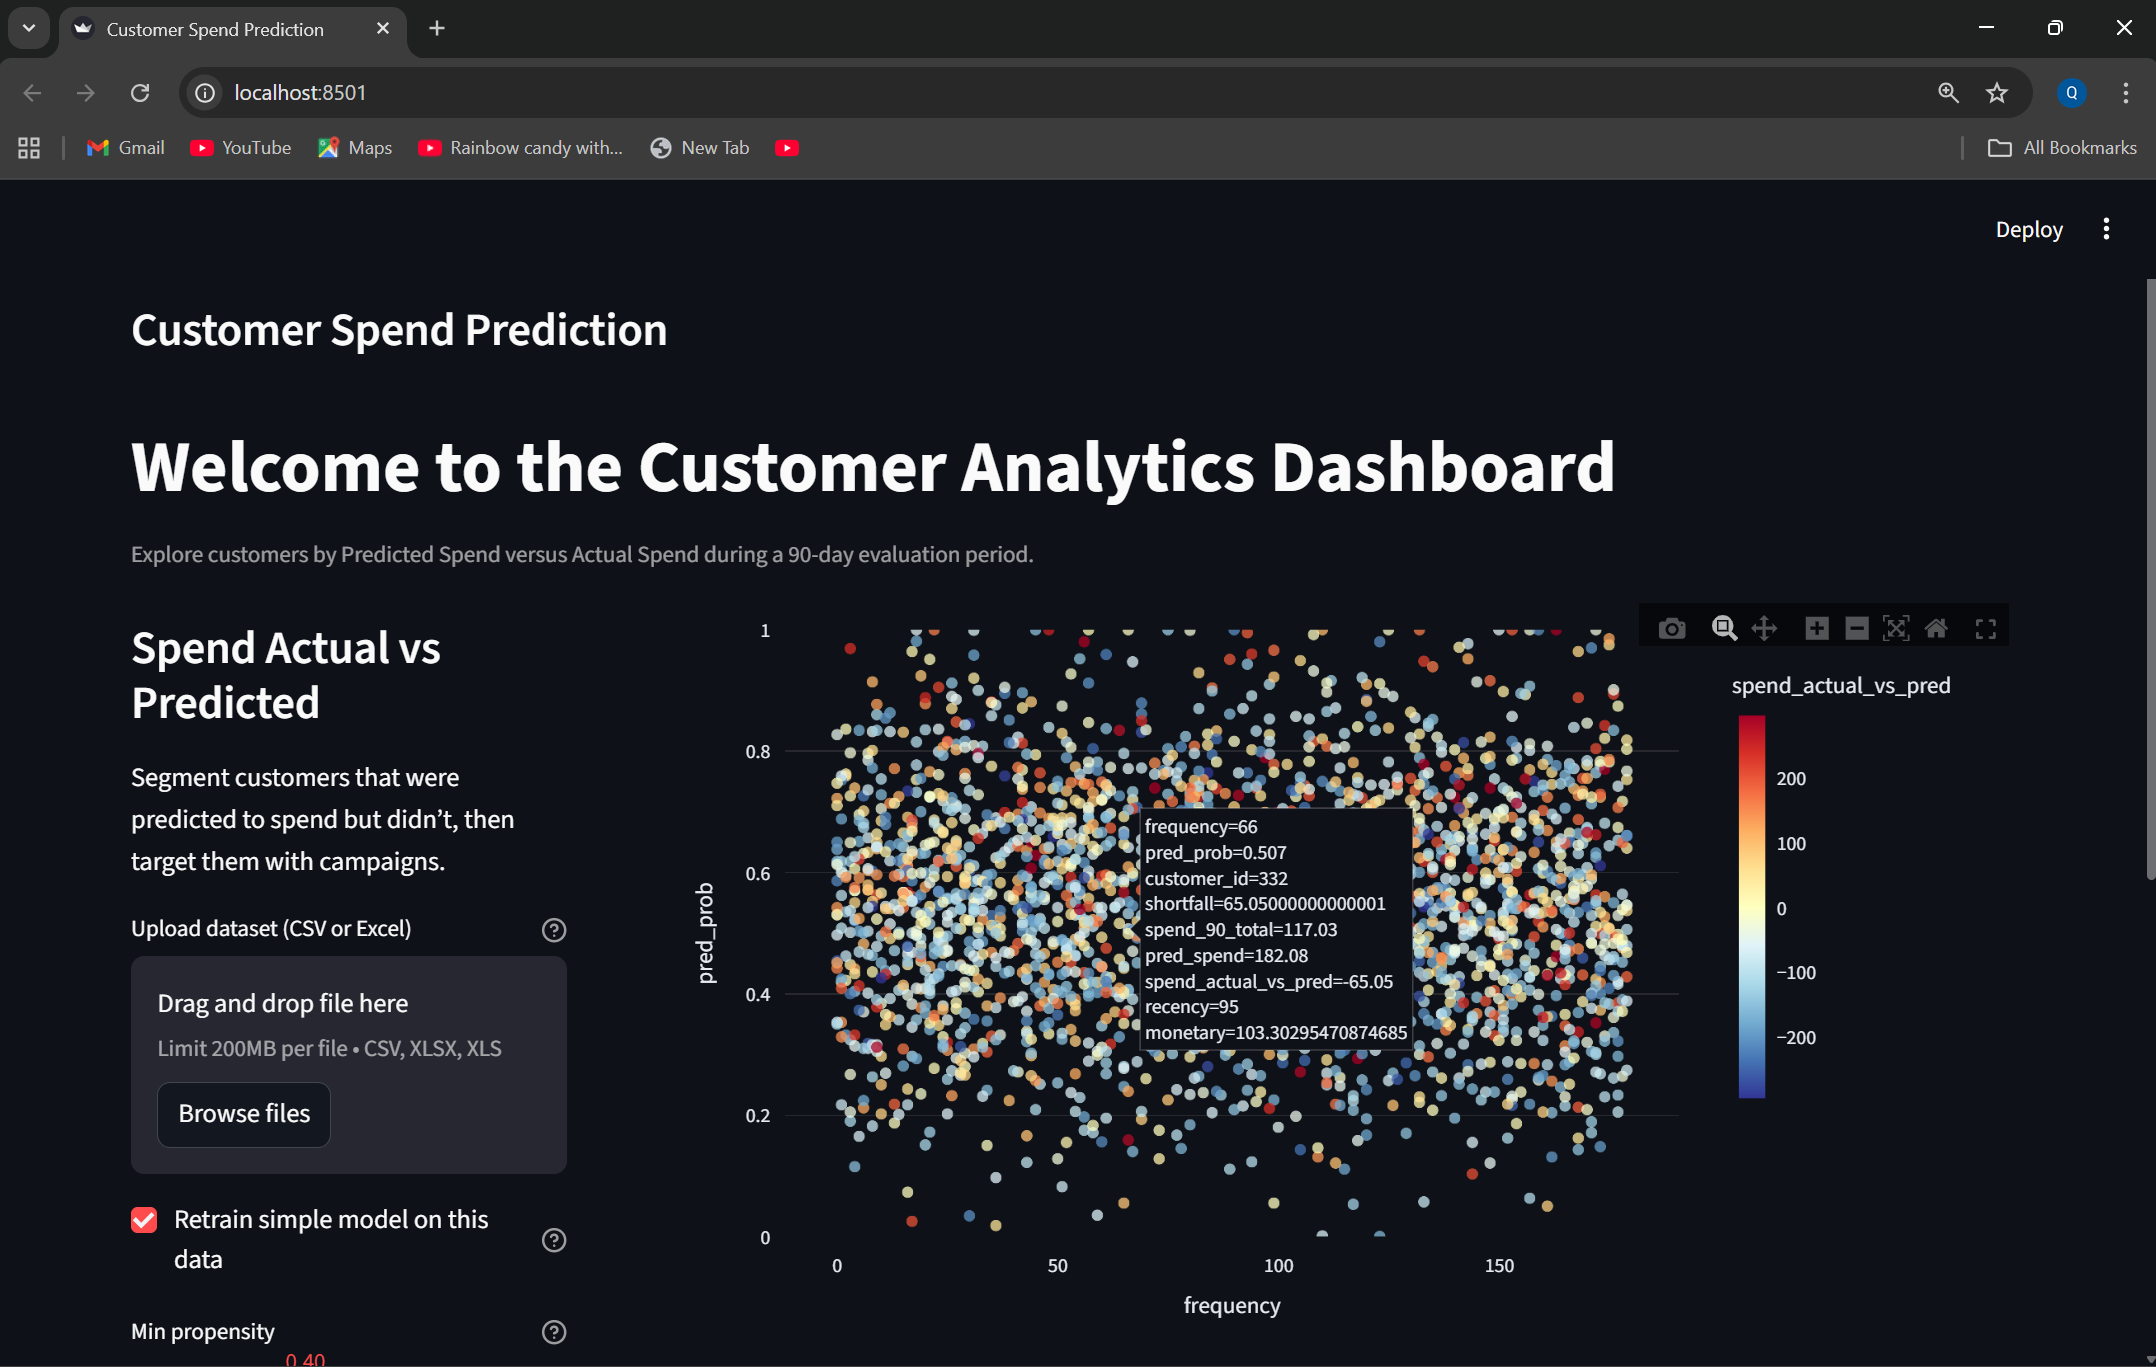 Customer Spend Prediction
localhost:8501
Q
Gmail
YouTube
Maps
Rainbow candy with...
New Tab
All Bookmarks
Deploy
Customer Spend Prediction
Welcome to the Customer Analytics Dashboard
Explore customers by Predicted Spend versus Actual Spend during a 90-day evaluation period.
Spend Actual vs
Predicted
Segment customers that were
predicted to spend but didn’t, then
target them with campaigns.
Upload dataset (CSV or Excel)
Drag and drop file here
Limit 200MB per file • CSV, XLSX, XLS
Browse files
Retrain simple model on this
data
Min propensity
0.40
pred_prob
1
0.8
0.6
0.4
0.2
0
0
50
100
150
frequency
frequency=66
pred_prob=0.507
customer_id=332
shortfall=65.05000000000001
spend_90_total=117.03
pred_spend=182.08
spend_actual_vs_pred=-65.05
recency=95
monetary=103.30295470874685
spend_actual_vs_pred
200
100
0
−100
−200